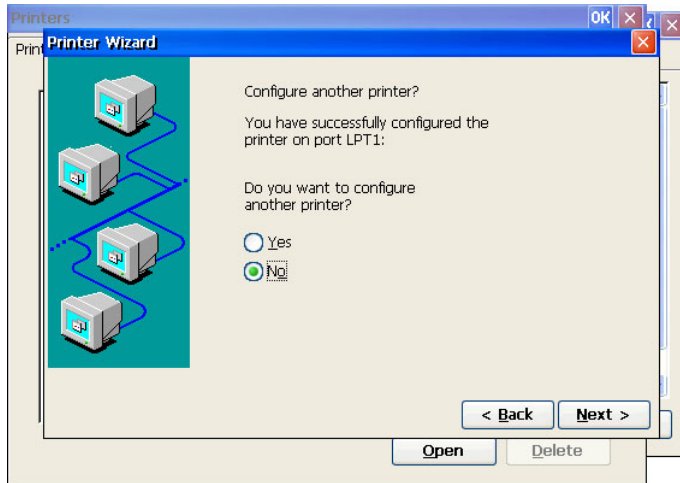 Printers
OK
Printer Wizard
Configure another printer?
You have successfully configured the
printer on port LPT1:
Do you want to configure
another printer?
Yes
No
< Back
Next >
Open
Delete